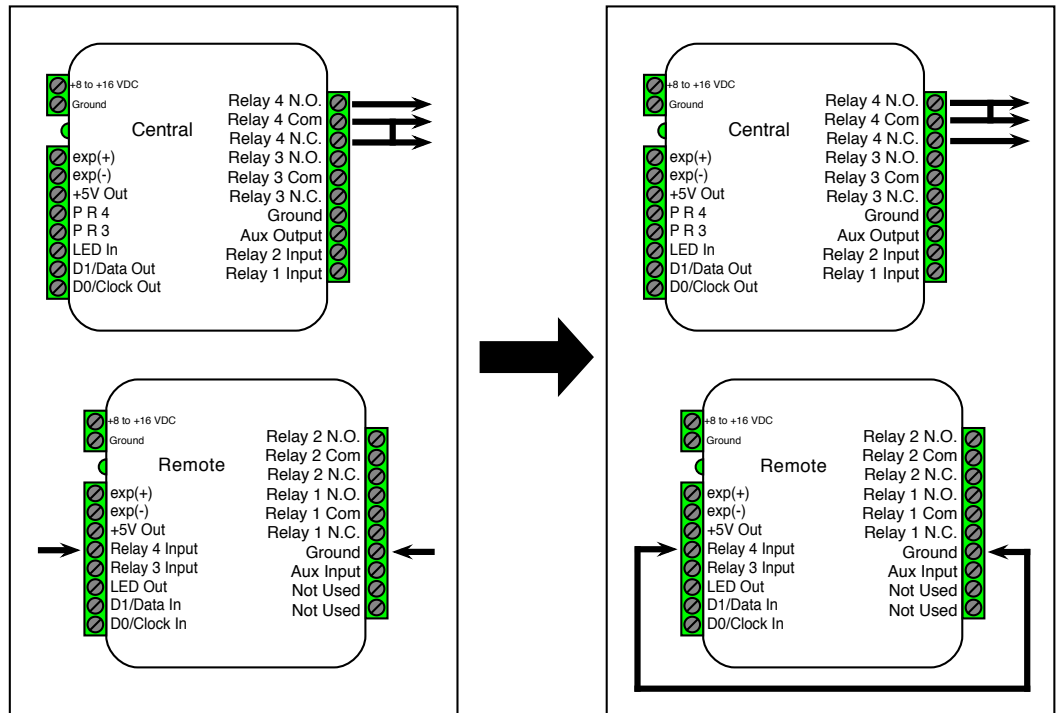 +8 to +16 VDC
Ground
Central
exp(+)
exp(-)
+5V Out
P R 4
P R 3
LED In
D1/Data Out
D0/Clock Out
Relay 4 N.O.
Relay 4 Com
Relay 4 N.C.
Relay 3 N.O.
Relay 3 Com
Relay 3 N.C.
Ground
Aux Output
Relay 2 Input
Relay 1 Input
+8 to +16 VDC
Ground
Remote
exp(+)
exp(-)
+5V Out
Relay 4 Input
Relay 3 Input
LED Out
D1/Data In
D0/Clock In
Relay 2 N.O.
Relay 2 Com
Relay 2 N.C.
Relay 1 N.O.
Relay 1 Com
Relay 1 N.C.
Ground
Aux Input
Not Used
Not Used
+8 to +16 VDC
Ground
Central
exp(+)
exp(-)
+5V Out
P R 4
P R 3
LED In
D1/Data Out
D0/Clock Out
Relay 4 N.O.
Relay 4 Com
Relay 4 N.C.
Relay 3 N.O.
Relay 3 Com
Relay 3 N.C.
Ground
Aux Output
Relay 2 Input
Relay 1 Input
+8 to +16 VDC
Ground
Remote
exp(+)
exp(-)
+5V Out
Relay 4 Input
Relay 3 Input
LED Out
D1/Data In
D0/Clock In
Relay 2 N.O.
Relay 2 Com
Relay 2 N.C.
Relay 1 N.O.
Relay 1 Com
Relay 1 N.C.
Ground
Aux Input
Not Used
Not Used